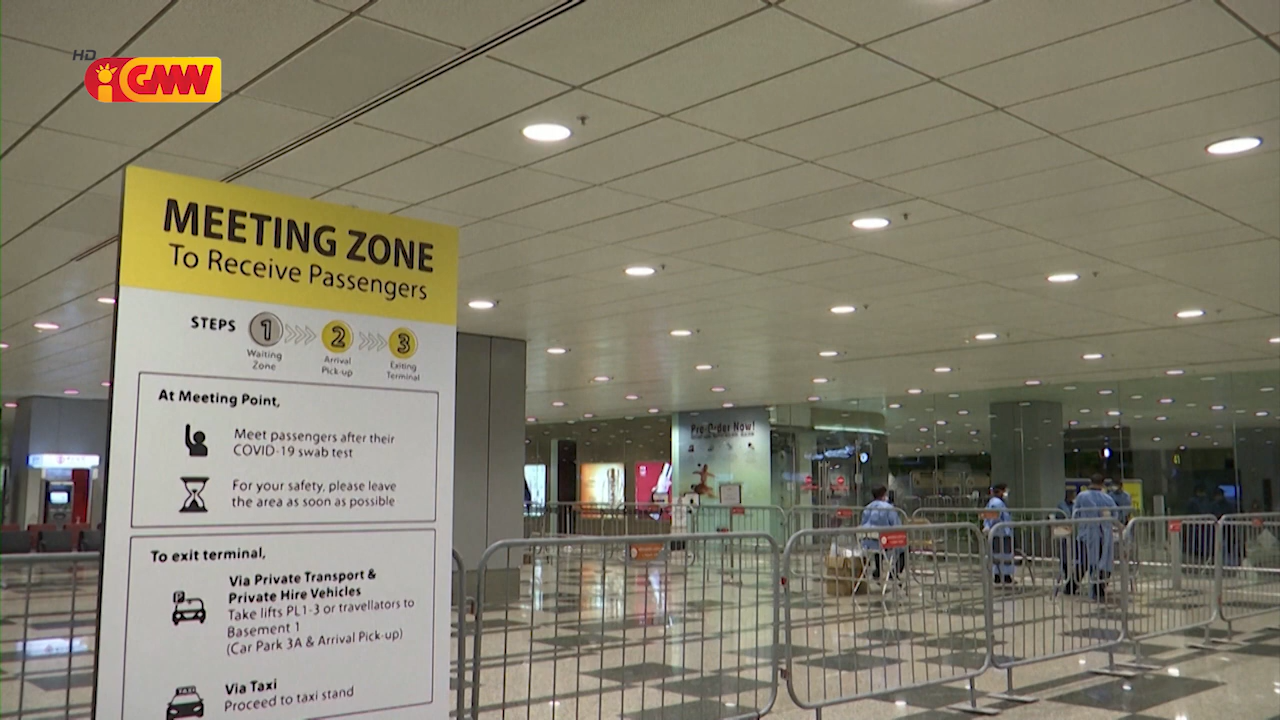 HD
iGMW
MEETING ZONE
To Receive Passengers
STEPS 1 2 3
Waiting Zone
Arrival Pick-up
Exiting Terminal
At Meeting Point,
Meet passengers after their
COVID-19 swab test
For your safety, please leave
the area as soon as possible
To exit terminal,
Via Private Transport &
Private Hire Vehicles
Take lifts PL1-3 or travellators to
Basement 1
(Car Park 3A & Arrival Pick-up)
TAXI
Via Taxi
Proceed to taxi stand
Pre-Order Now!